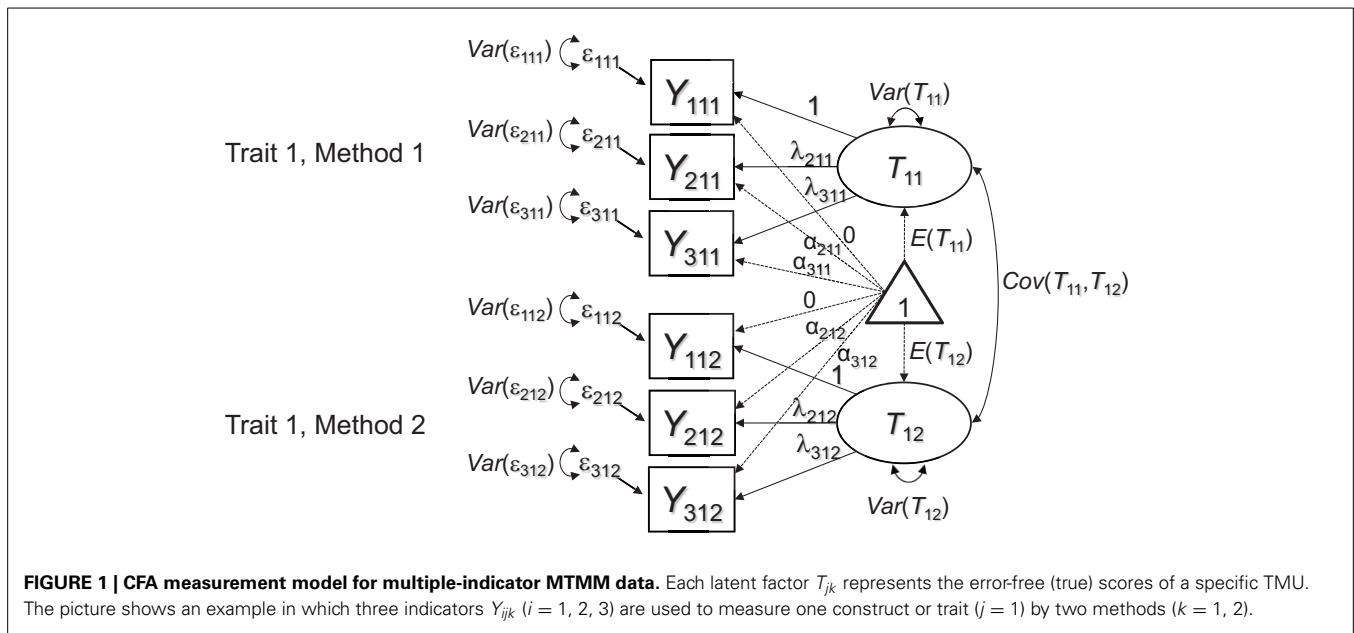 Var(ε₁₁₁) ε₁₁₁
Y₁₁₁
1
Var(T₁₁)
Trait 1, Method 1
Var(ε₂₁₁) ε₂₁₁
Y₂₁₁
λ₂₁₁
T₁₁
λ₃₁₁
Var(ε₃₁₁) ε₃₁₁
Y₃₁₁
α₂₁₁ 0
α₃₁₁
E(T₁₁)
Cov(T₁₁,T₁₂)
1
Var(ε₁₁₂) ε₁₁₂
Y₁₁₂
0
α₂₁₂
α₃₁₂
1
E(T₁₂)
Trait 1, Method 2
Var(ε₂₁₂) ε₂₁₂
Y₂₁₂
λ₂₁₂
T₁₂
λ₃₁₂
Var(ε₃₁₂) ε₃₁₂
Y₃₁₂
Var(T₁₂)
FIGURE 1 | CFA measurement model for multiple-indicator MTMM data. Each latent factor Tⱼₖ represents the error-free (true) scores of a specific TMU.
The picture shows an example in which three indicators Yᵢⱼₖ (i = 1, 2, 3) are used to measure one construct or trait (j = 1) by two methods (k = 1, 2).